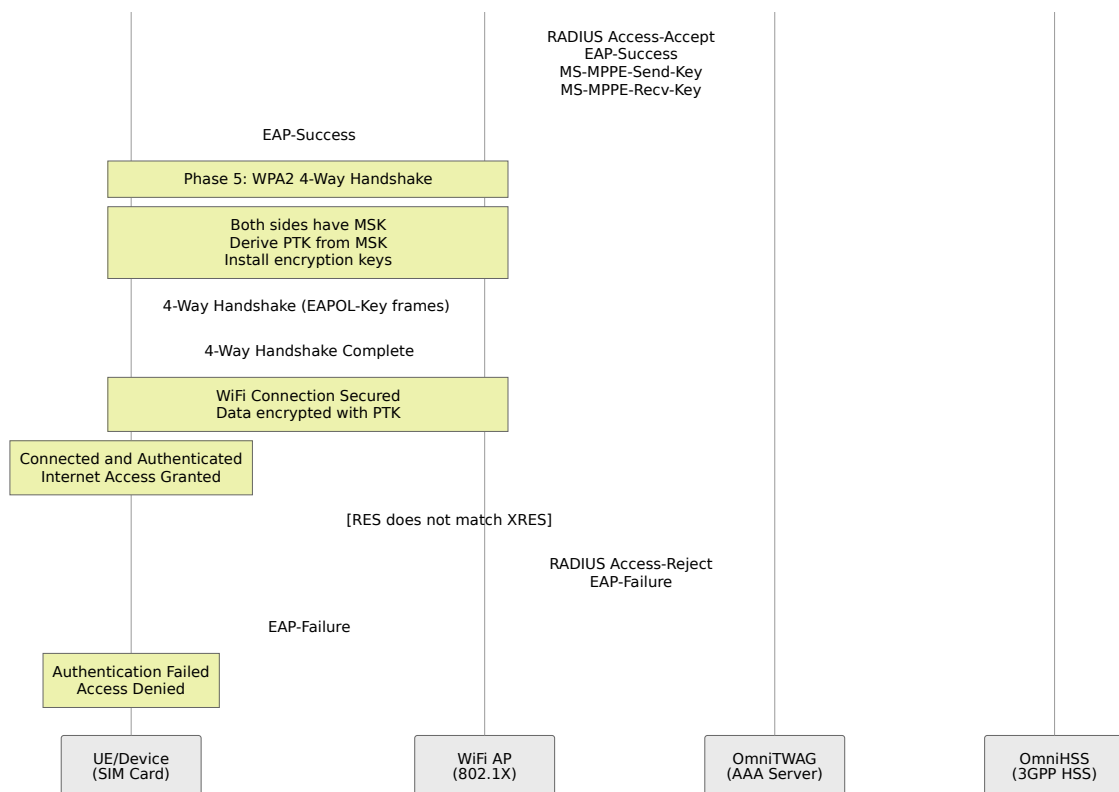 RADIUS Access-Accept
EAP-Success
MS-MPPE-Send-Key
MS-MPPE-Recv-Key
EAP-Success
Phase 5: WPA2 4-Way Handshake
Both sides have MSK
Derive PTK from MSK
Install encryption keys
4-Way Handshake (EAPOL-Key frames)
4-Way Handshake Complete
WiFi Connection Secured
Data encrypted with PTK
Connected and Authenticated
Internet Access Granted
[RES does not match XRES]
RADIUS Access-Reject
EAP-Failure
EAP-Failure
Authentication Failed
Access Denied
UE/Device
(SIM Card)
WiFi AP
(802.1X)
OmniTWAG
(AAA Server)
OmniHSS
(3GPP HSS)